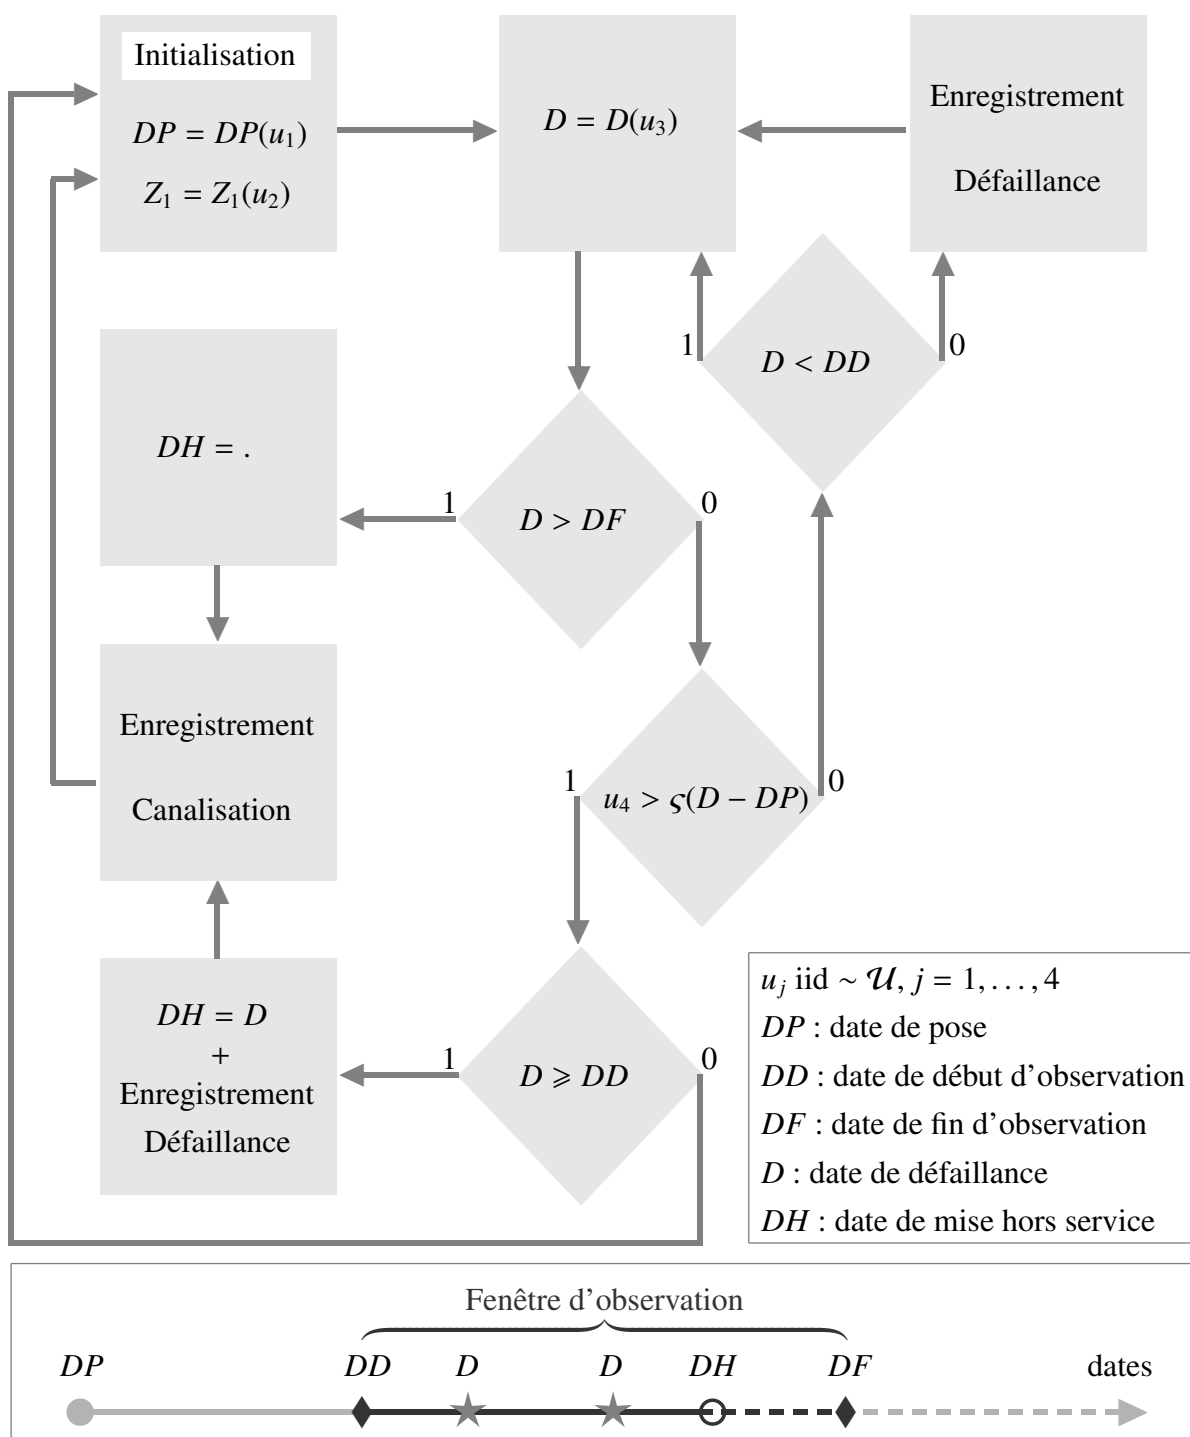 Initialisation
DP = DP(u₁)
Z₁ = Z₁(u₂)
D = D(u₃)
Enregistrement
Défaillance
1
D < DD
0
DH = .
1
D > DF
0
Enregistrement
Canalisation
1
u₄ > ς(D − DP)
0
DH = D
+
Enregistrement
Défaillance
1
D ⩾ DD
0
uⱼ iid ∼ 𝒰, j = 1, . . . , 4
DP : date de pose
DD : date de début d’observation
DF : date de fin d’observation
D : date de défaillance
DH : date de mise hors service
Fenêtre d’observation
DP DD D D DH DF dates